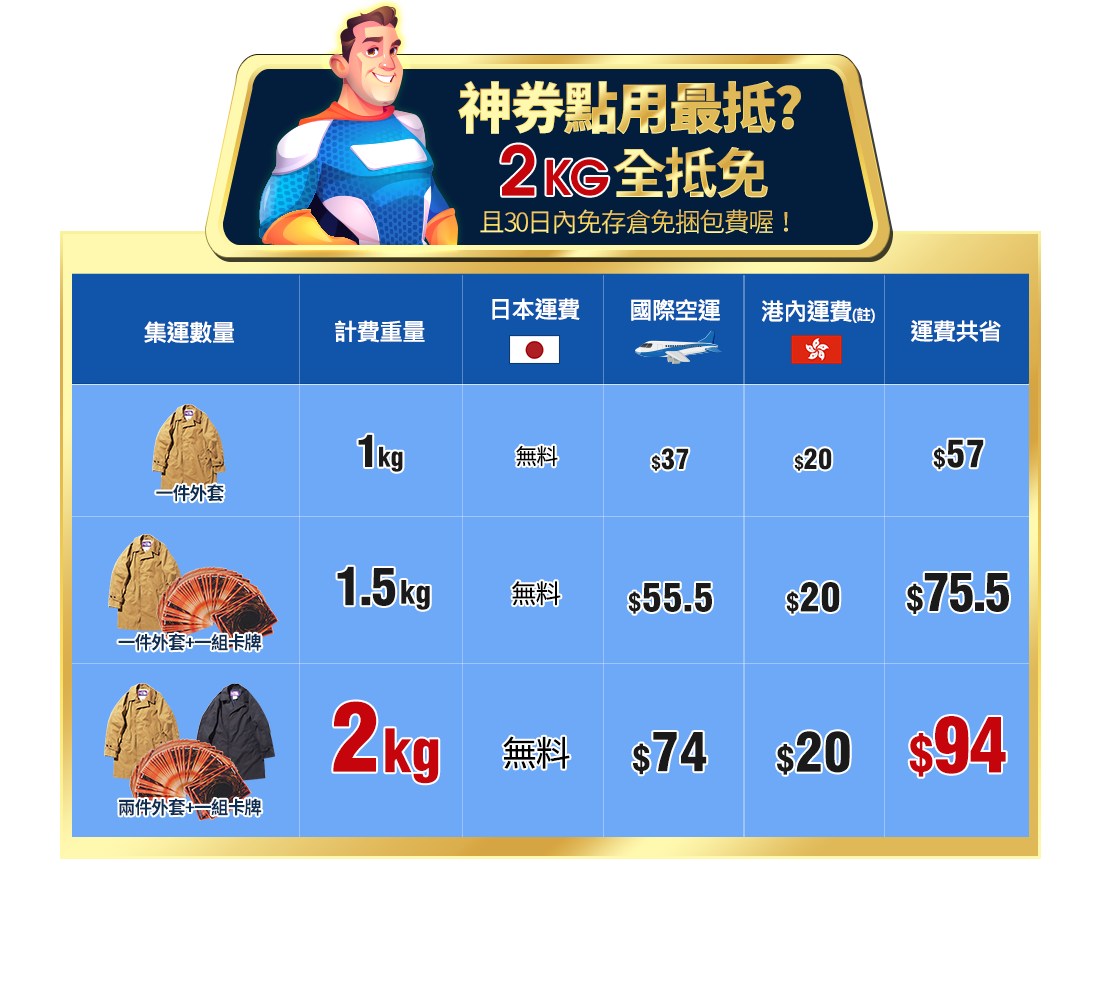 神券點用最抵?
2KG全抵免
且30日內免存倉免捆包費喔！
集運數量
計費重量
日本運費
國際空運
港內運費(註)
運費共省
一件外套
1kg
無料
$37
$20
$57
一件外套+一組卡牌
1.5kg
無料
$55.5
$20
$75.5
兩件外套+一組卡牌
2kg
無料
$74
$20
$94